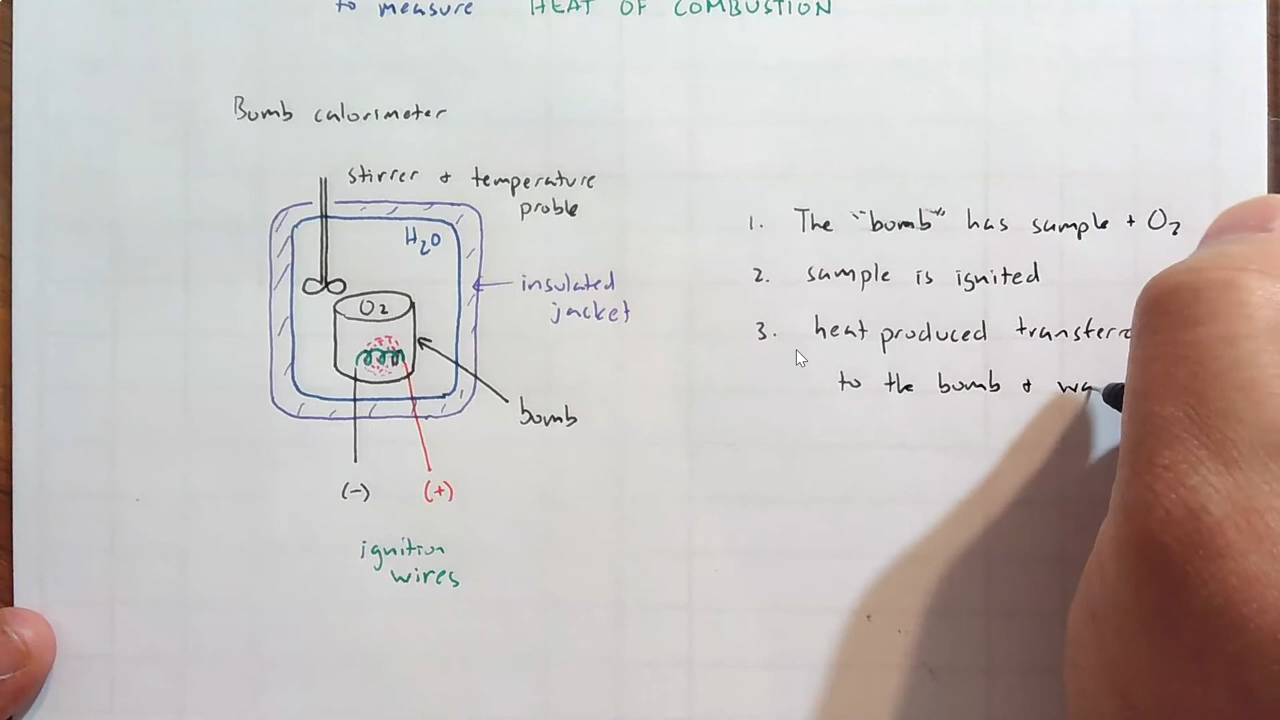 to measure HEAT OF COMBUSTION
Bomb calorimeter
stirrer + temperature
proble
H2O
insulated
jacket
O2
bomb
(-) (+)
ignition
wires
1. The "bomb" has sample + O2
2. sample is ignited
3. heat produced transferr
to the bomb + wa